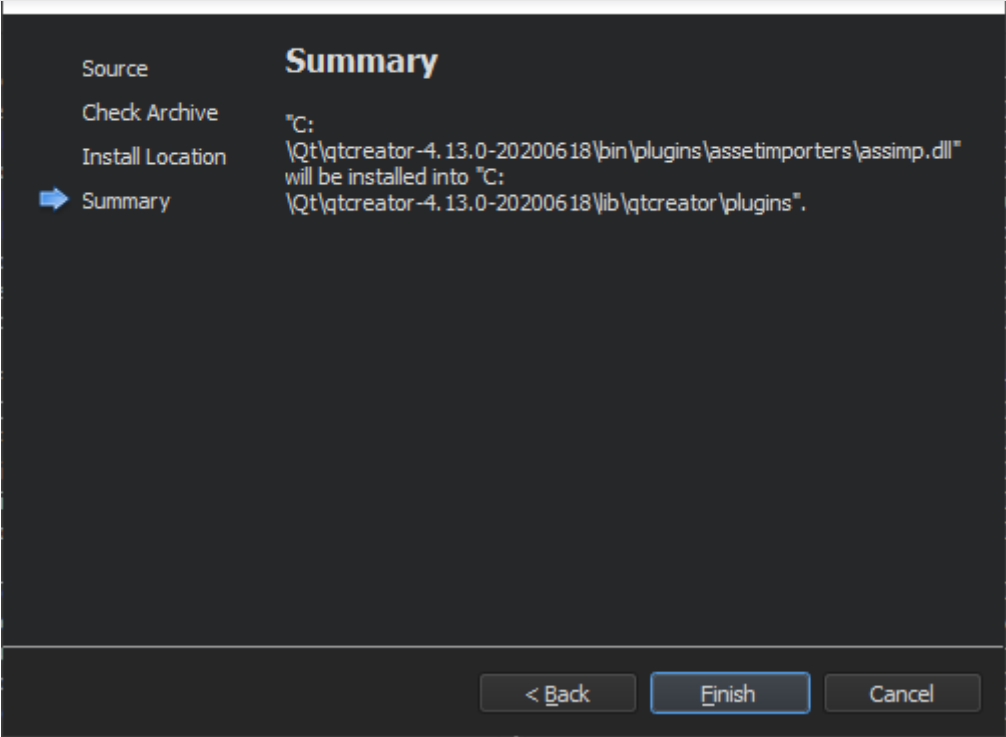 Source
Check Archive
Install Location
Summary
Summary
"C:
\Qt\qtcreator-4.13.0-20200618\bin\plugins\assetimporters\assimp.dll"
will be installed into "C:
\Qt\qtcreator-4.13.0-20200618\lib\qtcreator\plugins".
< Back
Finish
Cancel